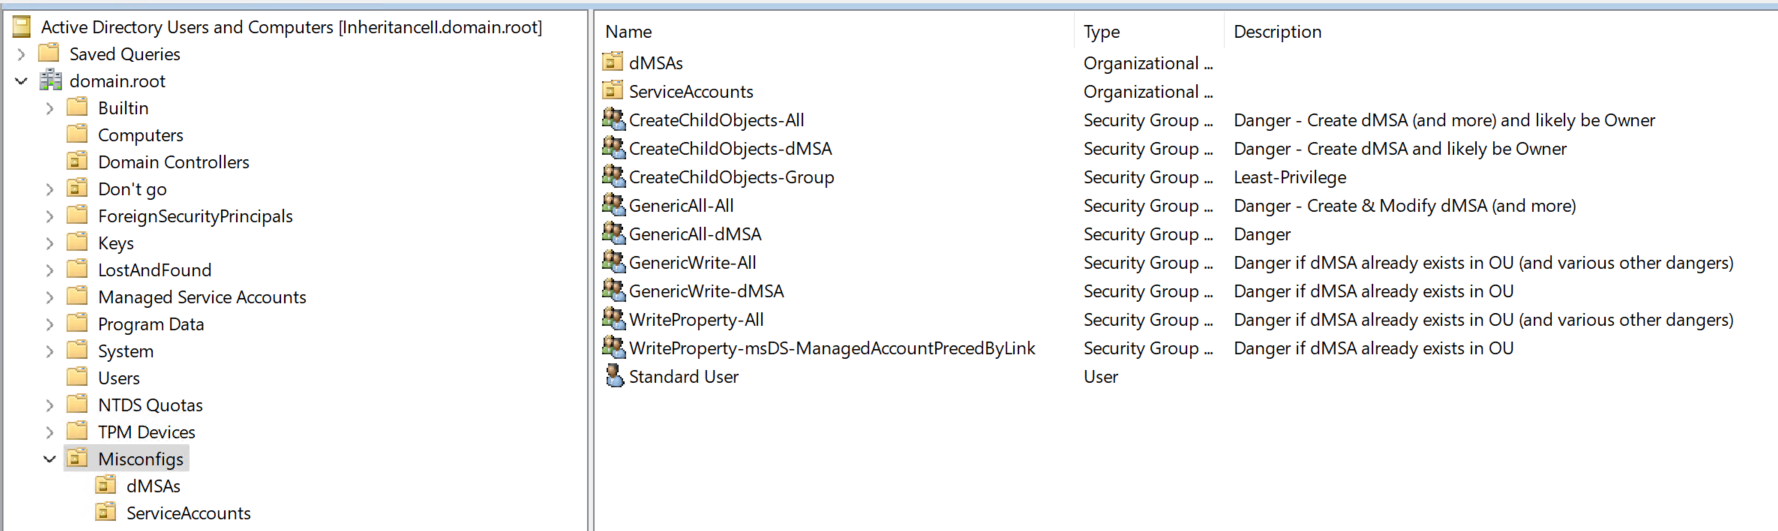 Active Directory Users and Computers [InheritanceII.domain.root]
Saved Queries
domain.root
Builtin
Computers
Domain Controllers
Don't go
ForeignSecurityPrincipals
Keys
LostAndFound
Managed Service Accounts
Program Data
System
Users
NTDS Quotas
TPM Devices
Misconfigs
dMSAs
ServiceAccounts
Name Type Description
dMSAs Organizational ...
ServiceAccounts Organizational ...
CreateChildObjects-All Security Group ... Danger - Create dMSA (and more) and likely be Owner
CreateChildObjects-dMSA Security Group ... Danger - Create dMSA and likely be Owner
CreateChildObjects-Group Security Group ... Least-Privilege
GenericAll-All Security Group ... Danger - Create & Modify dMSA (and more)
GenericAll-dMSA Security Group ... Danger
GenericWrite-All Security Group ... Danger if dMSA already exists in OU (and various other dangers)
GenericWrite-dMSA Security Group ... Danger if dMSA already exists in OU
WriteProperty-All Security Group ... Danger if dMSA already exists in OU (and various other dangers)
WriteProperty-msDS-ManagedAccountPrecedByLink Security Group ... Danger if dMSA already exists in OU
Standard User User